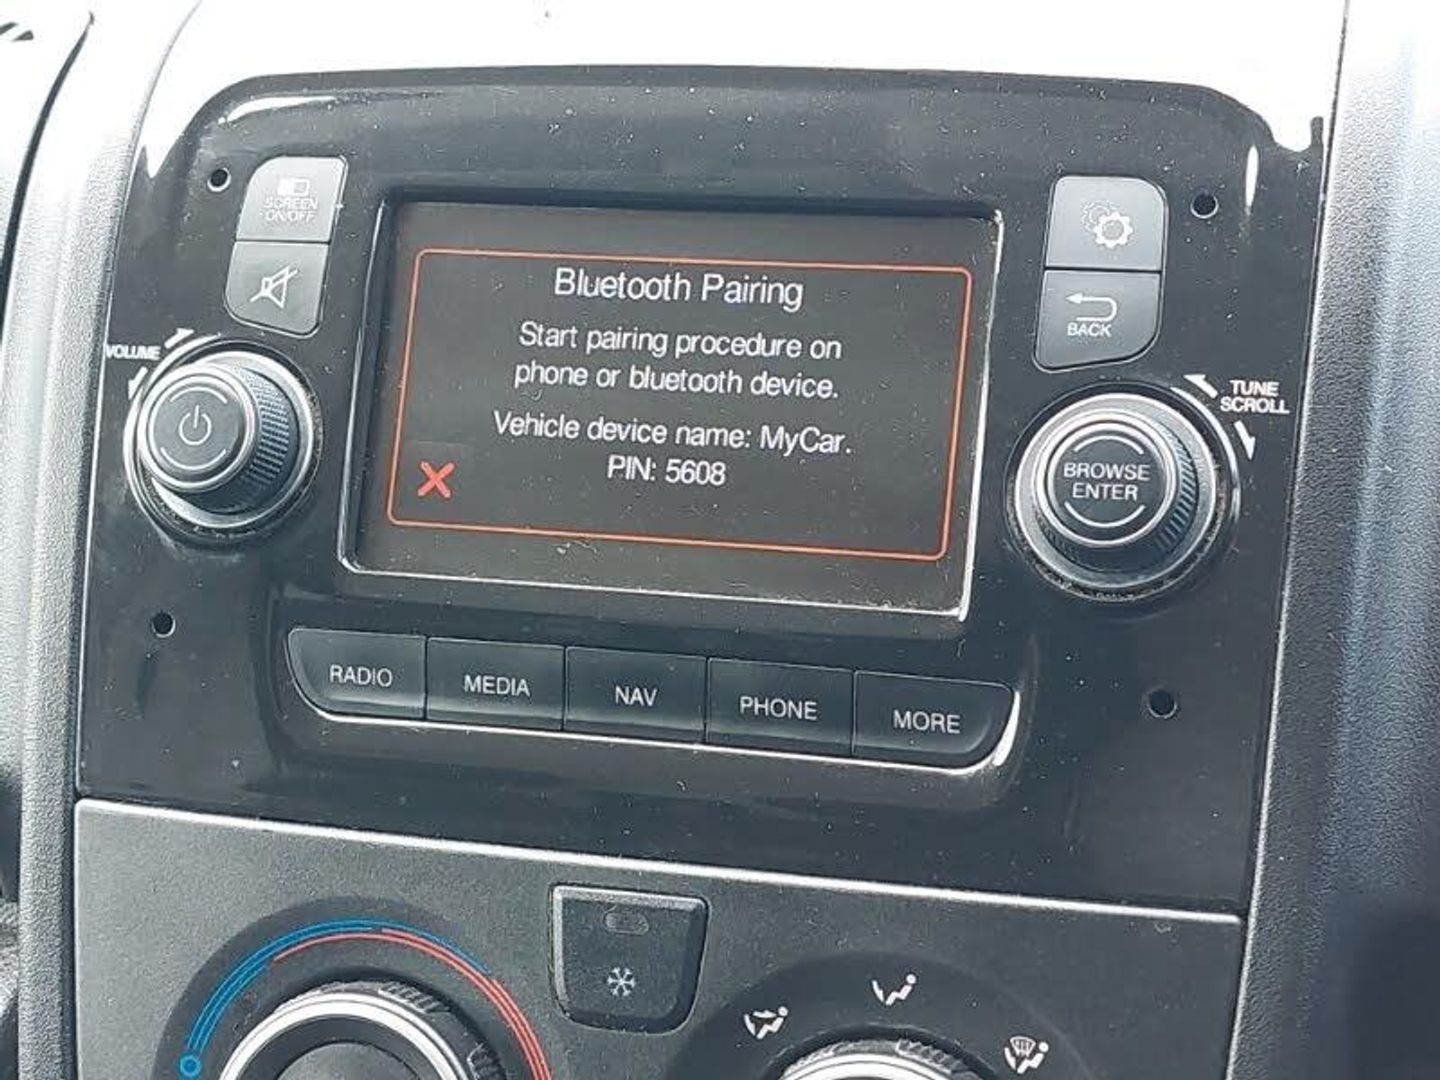 SCREEN
ON/OFF
VOLUME
Bluetooth Pairing
Start pairing procedure on
phone or bluetooth device.
Vehicle device name: MyCar.
PIN: 5608
BACK
TUNE
SCROLL
BROWSE
ENTER
RADIO
MEDIA
NAV
PHONE
MORE